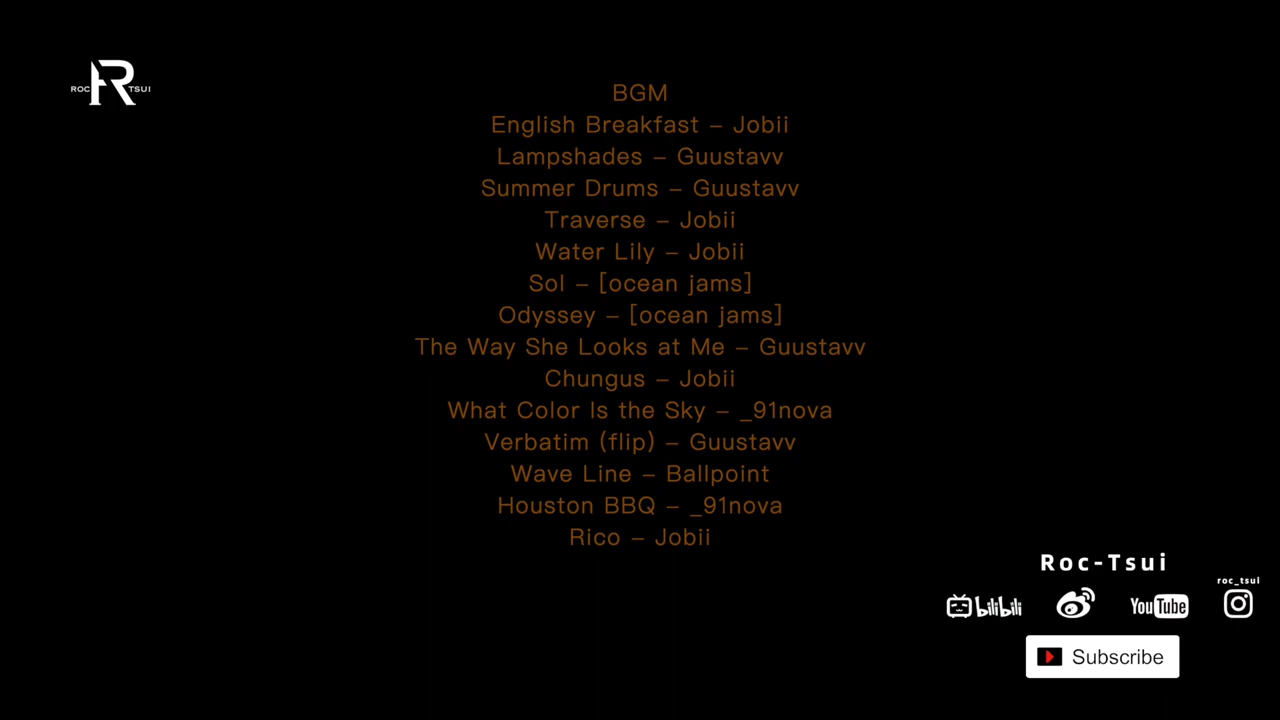 ROC R TSUI
BGM
English Breakfast – Jobii
Lampshades – Guustavv
Summer Drums – Guustavv
Traverse – Jobii
Water Lily – Jobii
Sol – [ocean jams]
Odyssey – [ocean jams]
The Way She Looks at Me – Guustavv
Chungus – Jobii
What Color Is the Sky – _91nova
Verbatim (flip) – Guustavv
Wave Line – Ballpoint
Houston BBQ – _91nova
Rico – Jobii
Roc-Tsui
roc_tsui
bilibili
YouTube
Subscribe